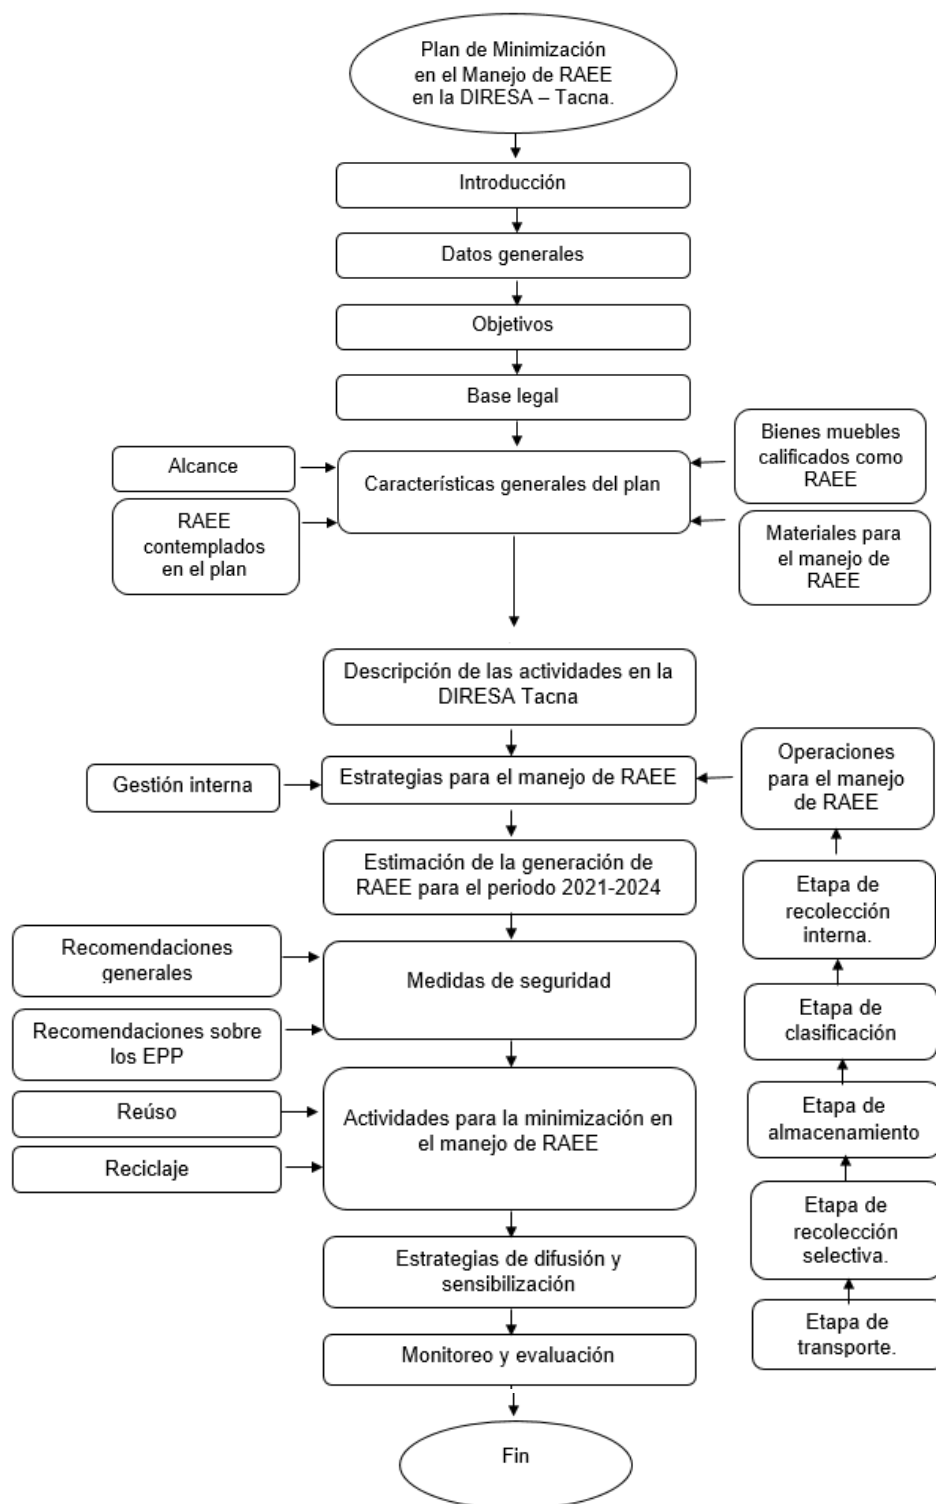 Plan de Minimización
en el Manejo de RAEE
en la DIRESA – Tacna.
Introducción
Datos generales
Objetivos
Base legal
Alcance
RAEE
contemplados
en el plan
Características generales del plan
Bienes muebles
calificados como
RAEE
Materiales para
el manejo de
RAEE
Descripción de las actividades en la
DIRESA Tacna
Gestión interna
Estrategias para el manejo de RAEE
Operaciones
para el manejo
de RAEE
Estimación de la generación de
RAEE para el periodo 2021-2024
Etapa de
recolección
interna.
Recomendaciones
generales
Recomendaciones sobre
los EPP
Medidas de seguridad
Etapa de
clasificación
Reúso
Reciclaje
Actividades para la minimización en
el manejo de RAEE
Etapa de
almacenamiento
Etapa de
recolección
selectiva.
Estrategias de difusión y
sensibilización
Etapa de
transporte.
Monitoreo y evaluación
Fin